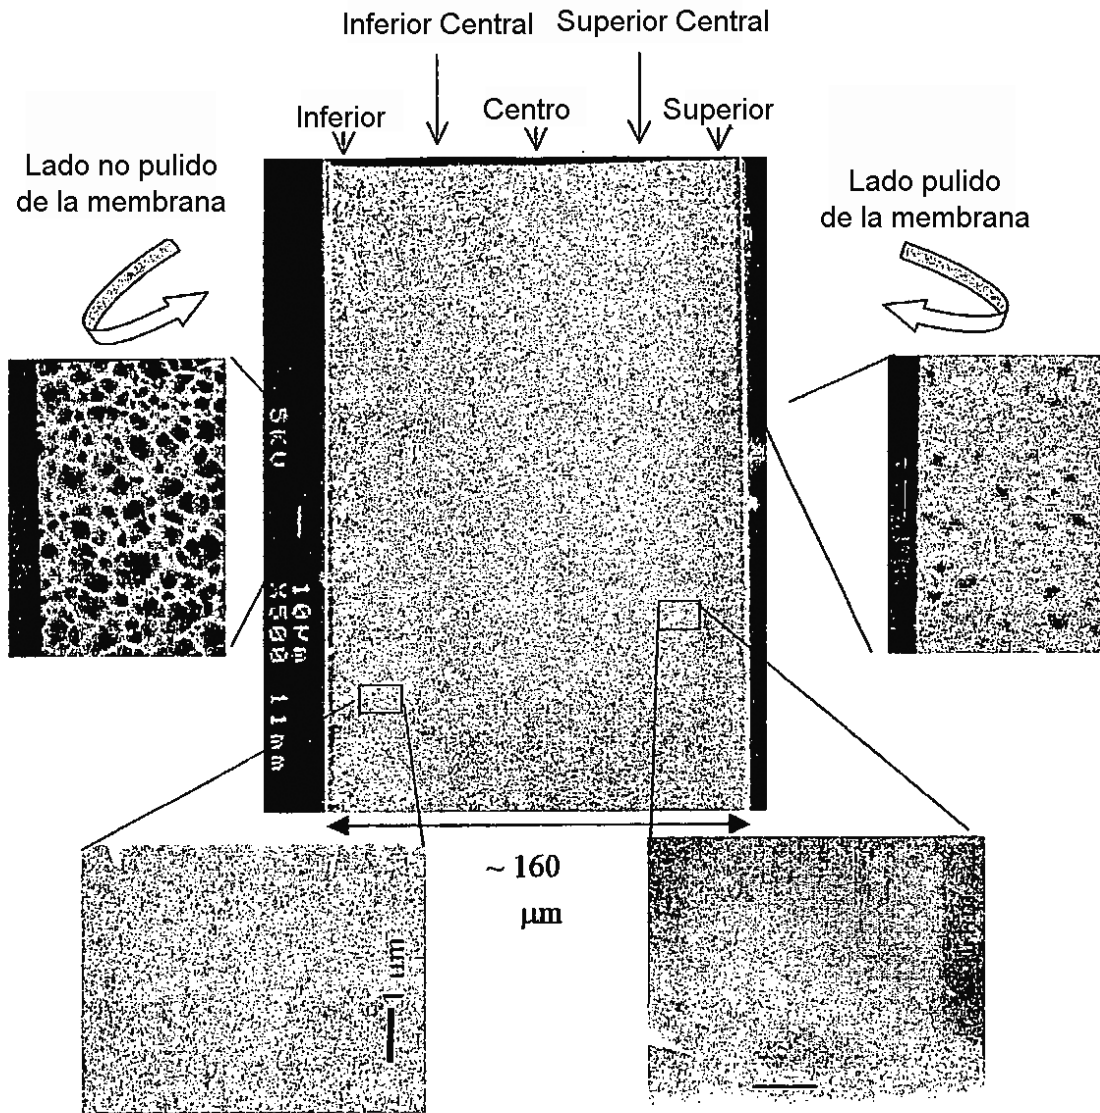 Inferior Central
Superior Central
Inferior
Centro
Superior
Lado no pulido
de la membrana
Lado pulido
de la membrana
5KU
X500
10μm
11mm
~ 160
μm
1 μm